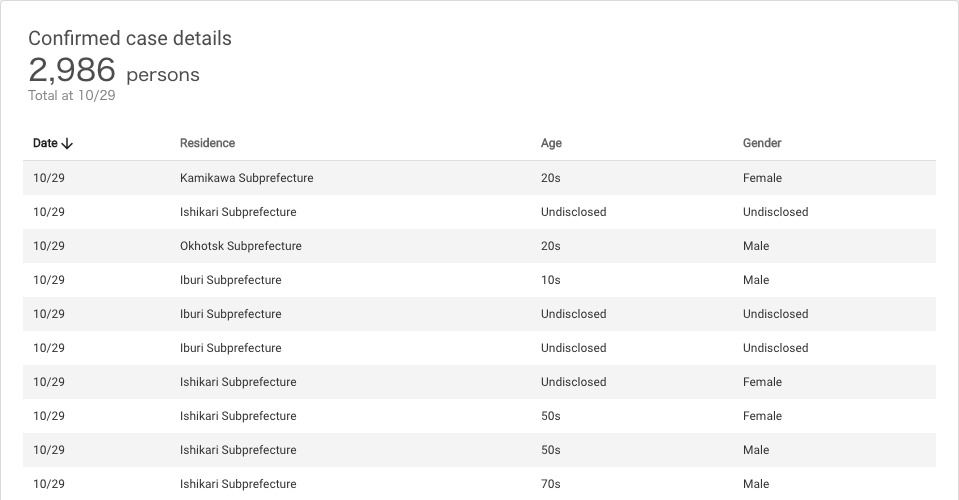 Confirmed case details
2,986 persons
Total at 10/29
Date ↓ Residence Age Gender
10/29 Kamikawa Subprefecture 20s Female
10/29 Ishikari Subprefecture Undisclosed Undisclosed
10/29 Okhotsk Subprefecture 20s Male
10/29 Iburi Subprefecture 10s Male
10/29 Iburi Subprefecture Undisclosed Undisclosed
10/29 Iburi Subprefecture Undisclosed Undisclosed
10/29 Ishikari Subprefecture Undisclosed Female
10/29 Ishikari Subprefecture 50s Female
10/29 Ishikari Subprefecture 50s Male
10/29 Ishikari Subprefecture 70s Male